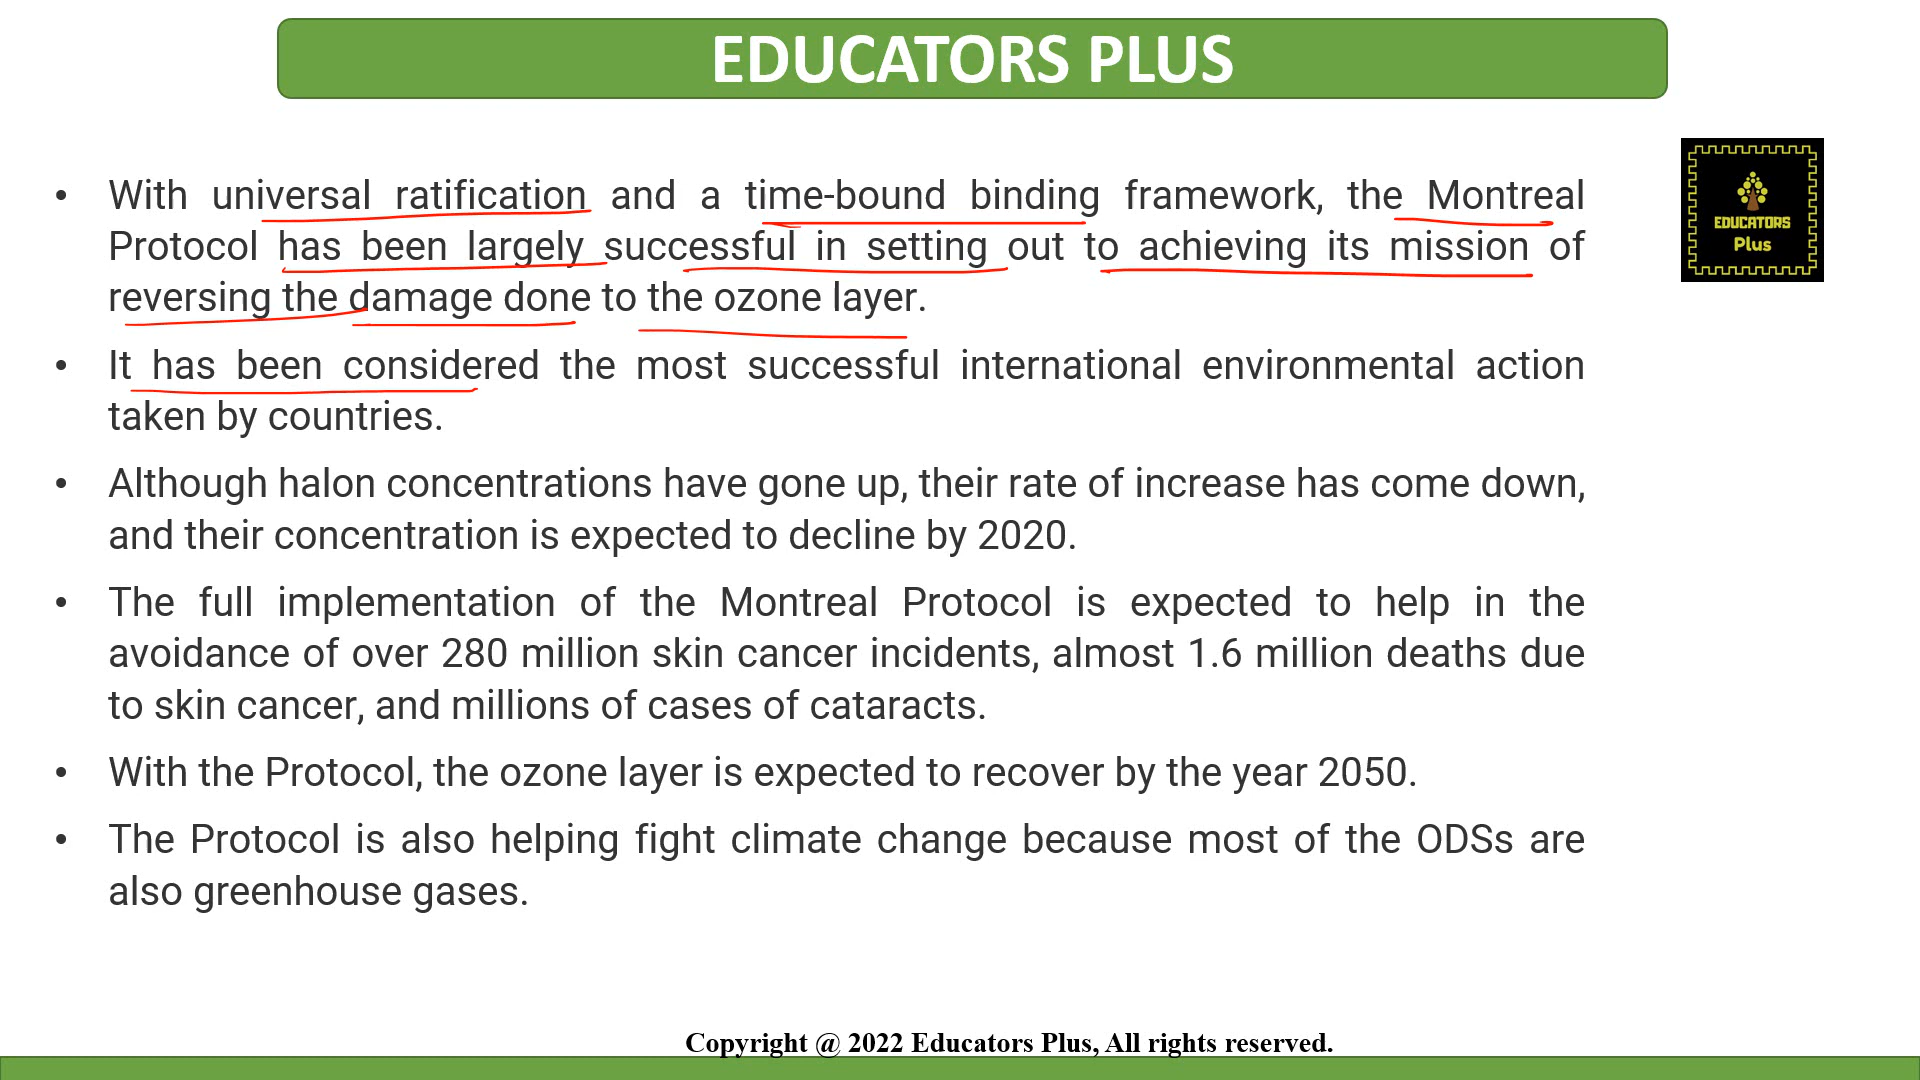 EDUCATORS PLUS
• With universal ratification and a time-bound binding framework, the Montreal
Protocol has been largely successful in setting out to achieving its mission of
reversing the damage done to the ozone layer.
EDUCATORS
Plus
• It has been considered the most successful international environmental action
taken by countries.
• Although halon concentrations have gone up, their rate of increase has come down,
and their concentration is expected to decline by 2020.
• The full implementation of the Montreal Protocol is expected to help in the
avoidance of over 280 million skin cancer incidents, almost 1.6 million deaths due
to skin cancer, and millions of cases of cataracts.
• With the Protocol, the ozone layer is expected to recover by the year 2050.
• The Protocol is also helping fight climate change because most of the ODSs are
also greenhouse gases.
Copyright @ 2022 Educators Plus, All rights reserved.